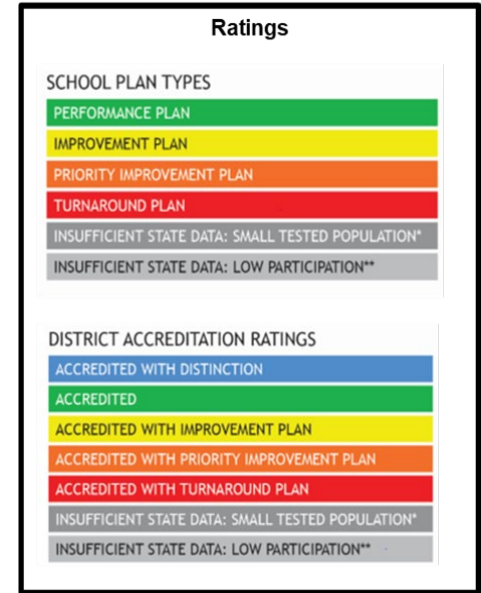 Ratings
SCHOOL PLAN TYPES
PERFORMANCE PLAN
IMPROVEMENT PLAN
PRIORITY IMPROVEMENT PLAN
TURNAROUND PLAN
INSUFFICIENT STATE DATA: SMALL TESTED POPULATION*
INSUFFICIENT STATE DATA: LOW PARTICIPATION**
DISTRICT ACCREDITATION RATINGS
ACCREDITED WITH DISTINCTION
ACCREDITED
ACCREDITED WITH IMPROVEMENT PLAN
ACCREDITED WITH PRIORITY IMPROVEMENT PLAN
ACCREDITED WITH TURNAROUND PLAN
INSUFFICIENT STATE DATA: SMALL TESTED POPULATION*
INSUFFICIENT STATE DATA: LOW PARTICIPATION**